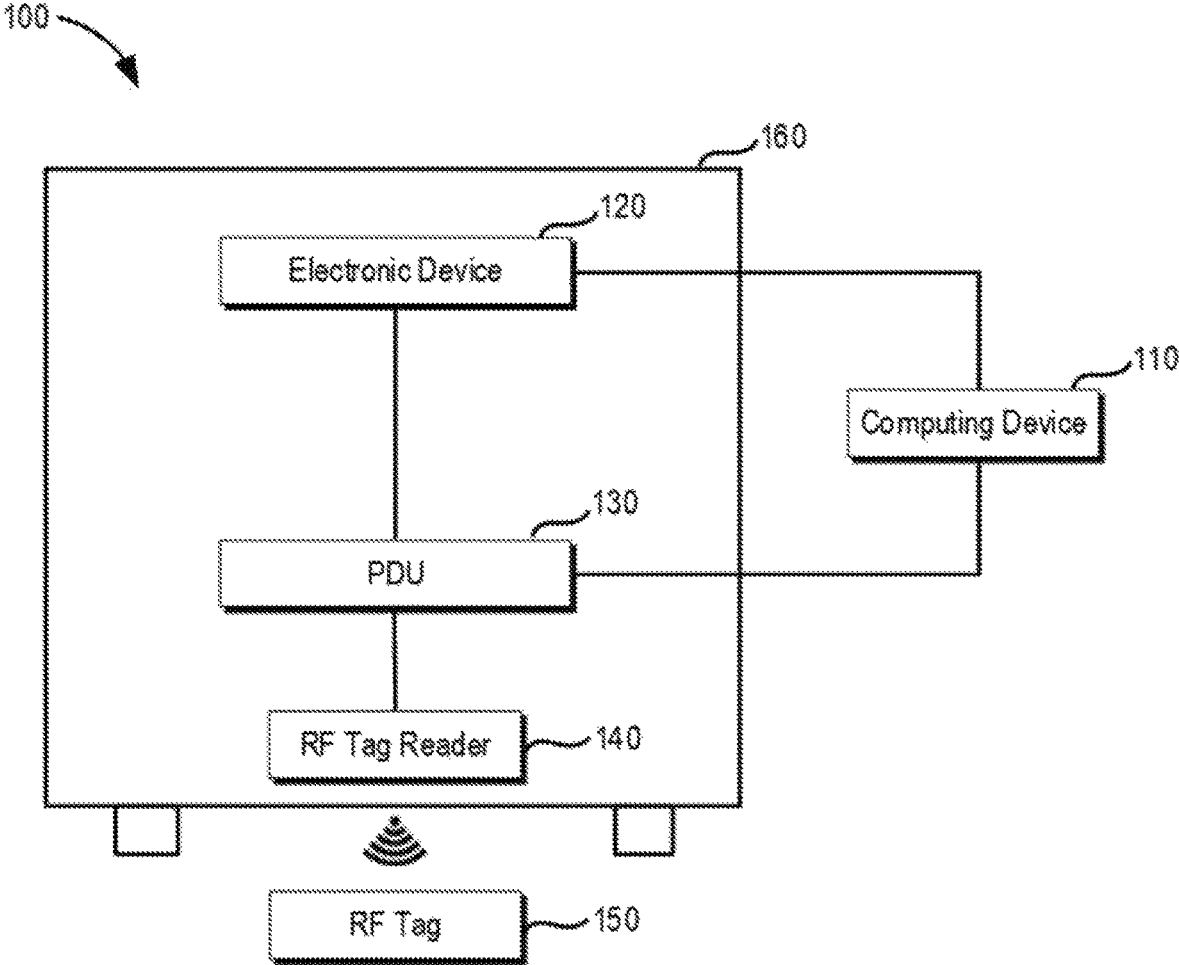 100
160
120
Electronic Device
110
Computing Device
130
PDU
RF Tag Reader
140
RF Tag
150